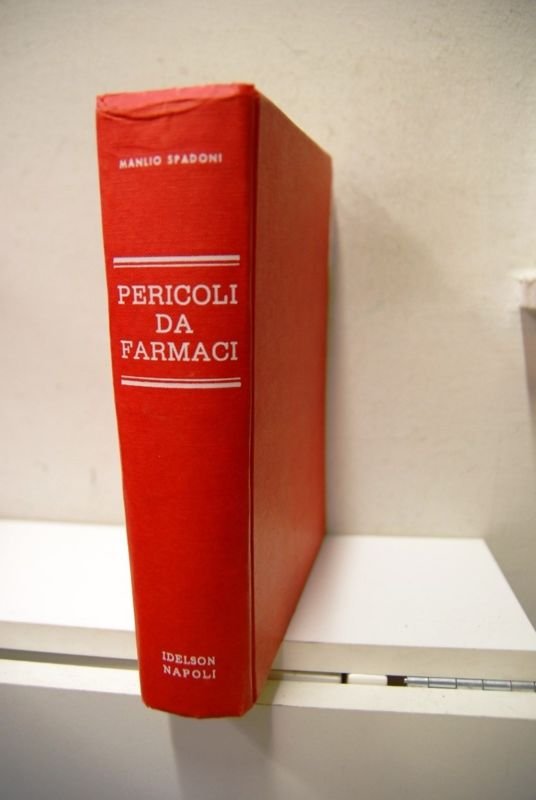 MANLIO SPADONI
PERICOLI
DA
FARMACI
IDELSON
NAPOLI